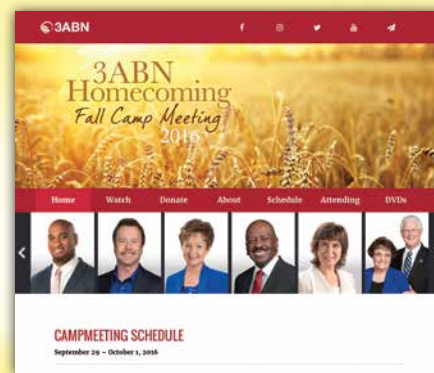 3ABN
3ABN
Homecoming
Fall Camp Meeting
2016
Home Watch Donate About Schedule Attending DVDs
CAMPMEETING SCHEDULE
September 29 – October 1, 2016